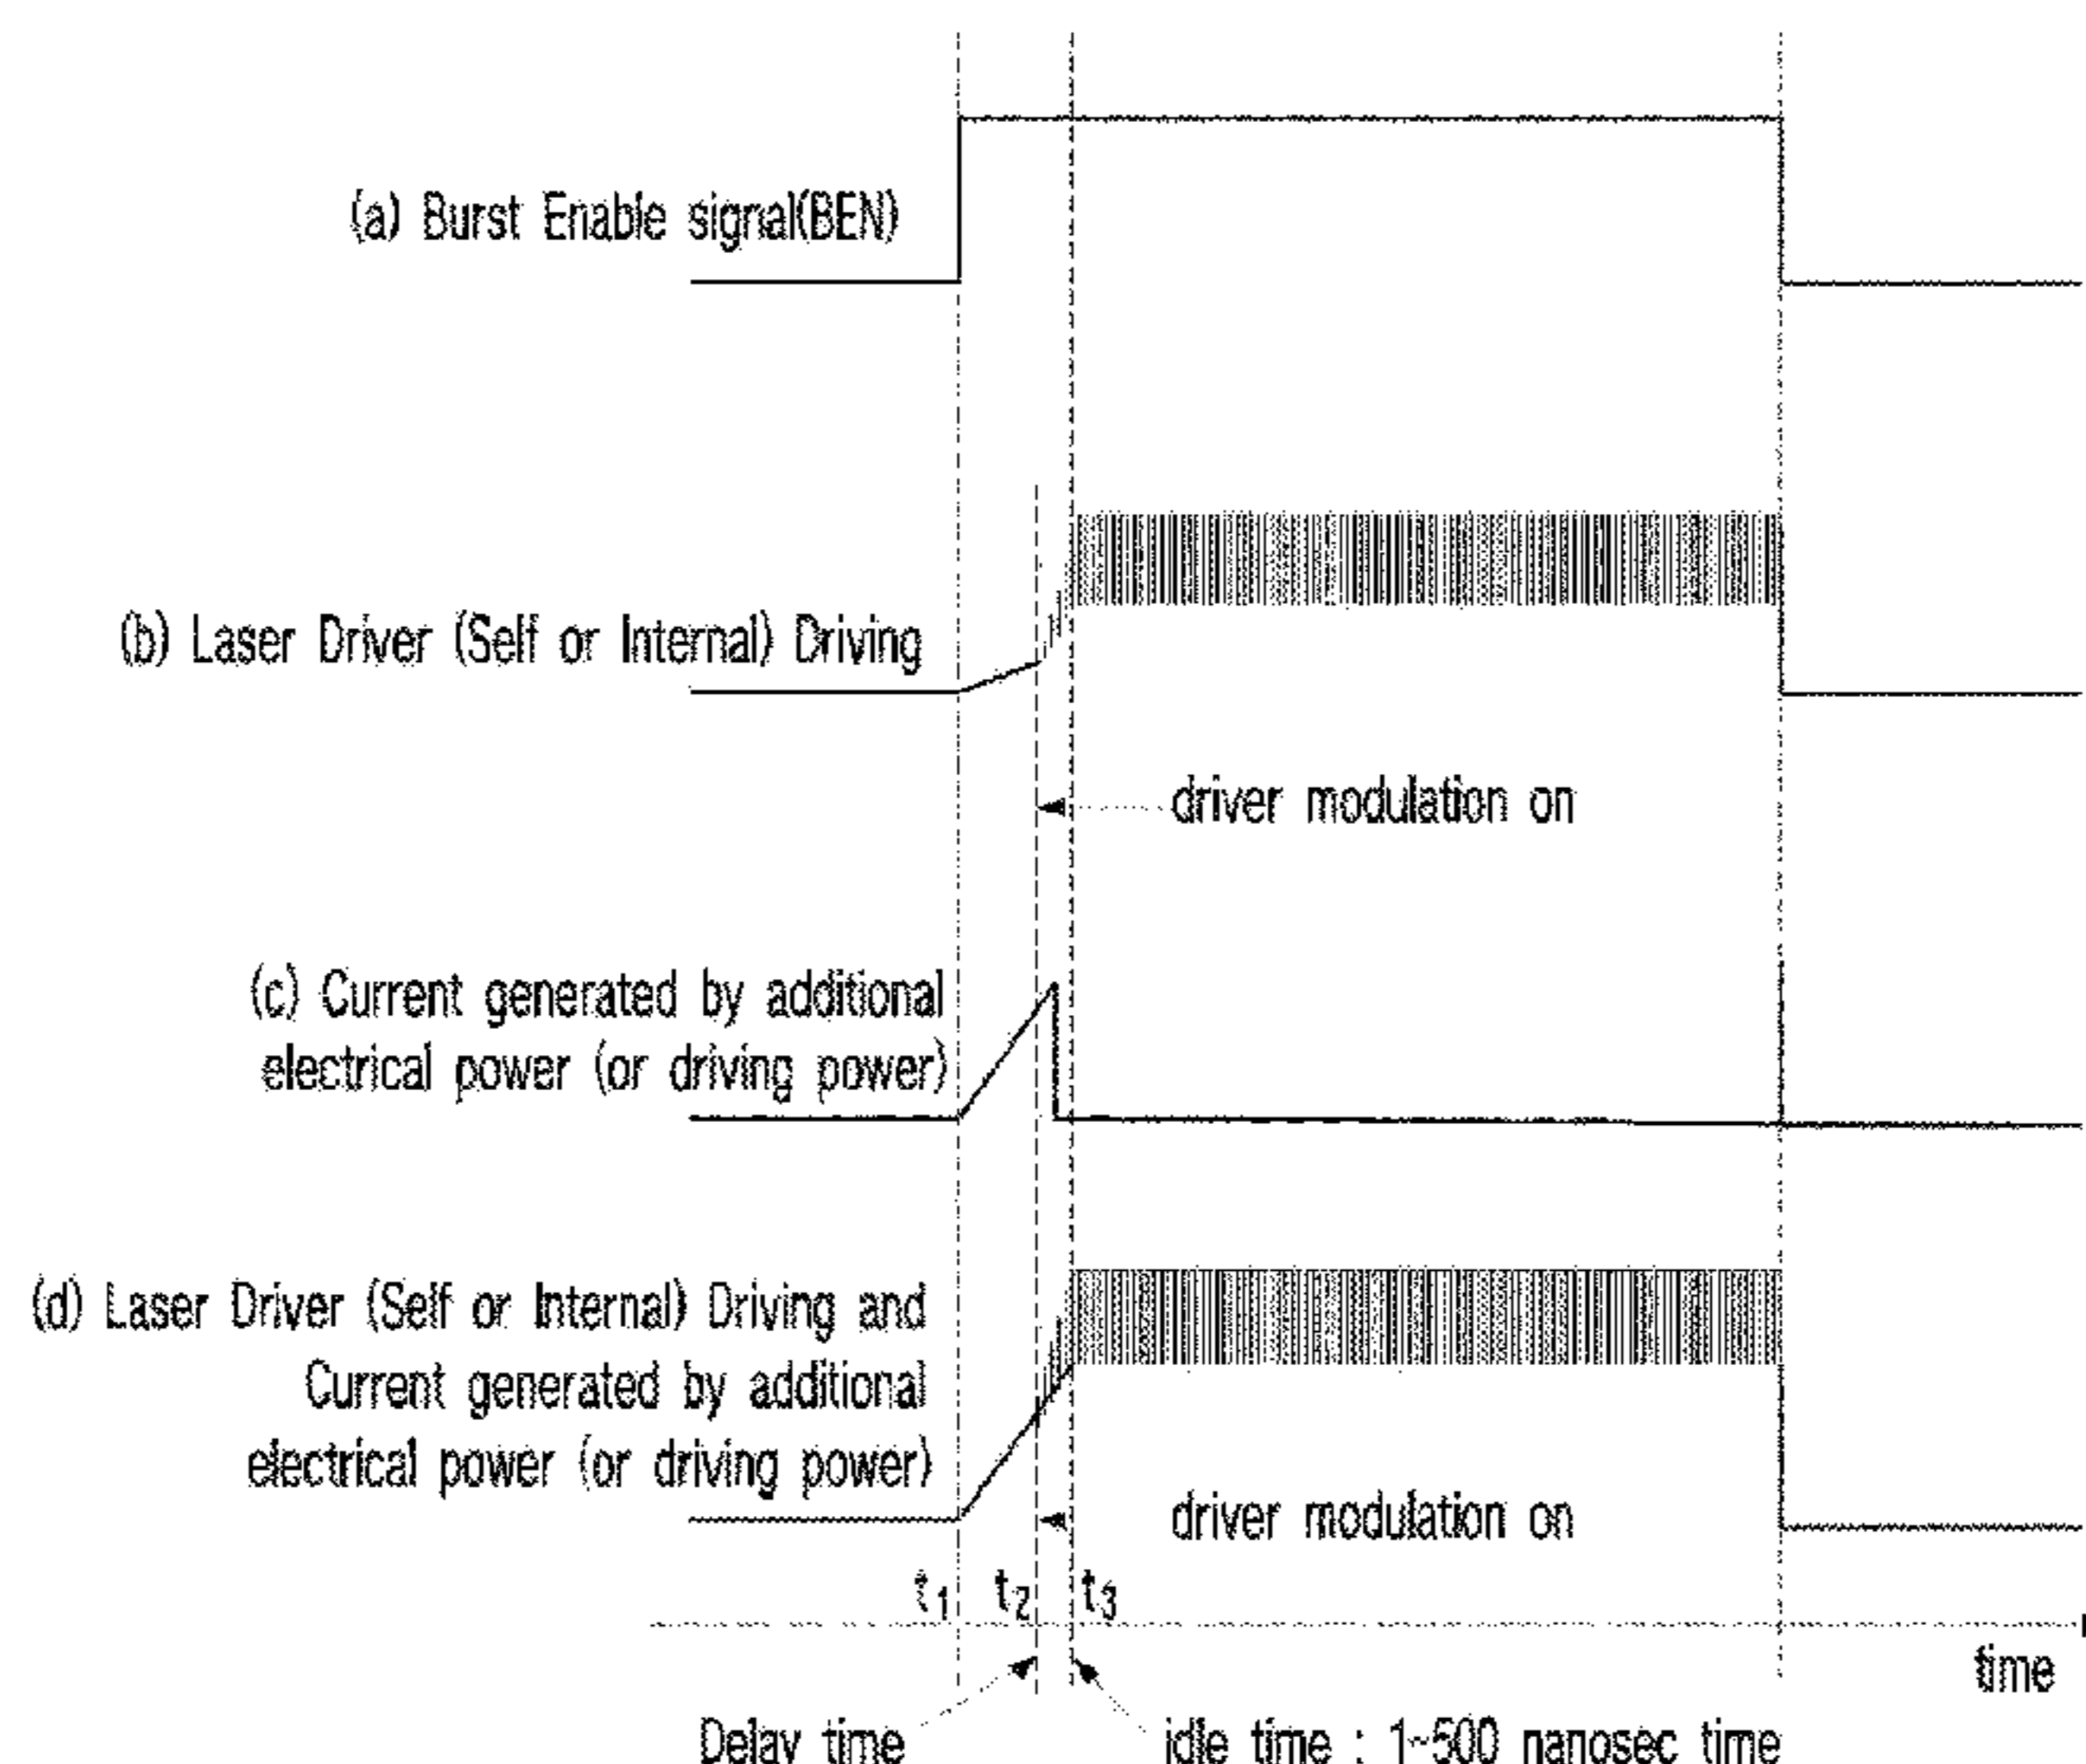 (a) Burst Enable signal(BEN)
(b) Laser Driver (Self or Internal) Driving
driver modulation on
(c) Current generated by additional
electrical power (or driving power)
(d) Laser Driver (Self or Internal) Driving and
Current generated by additional
electrical power (or driving power)
driver modulation on
t1 t2 t3
time
Delay time
idle time : 1~500 nanosec time